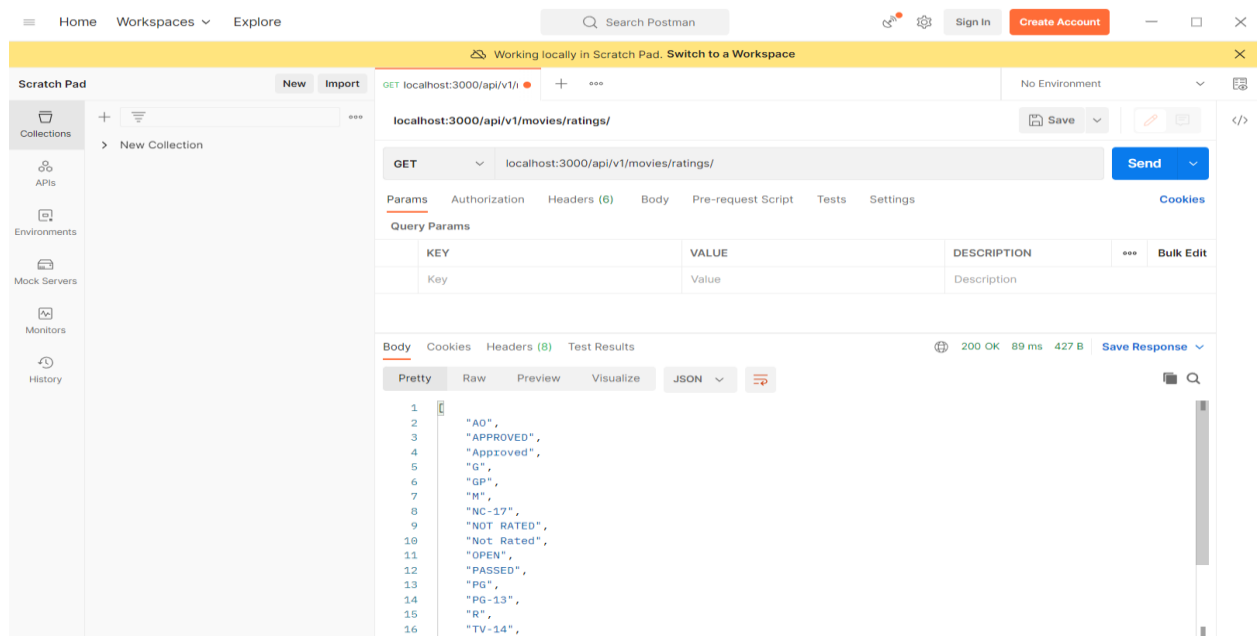 Home Workspaces Explore Search Postman Sign In Create Account
Working locally in Scratch Pad. Switch to a Workspace
Scratch Pad New Import GET localhost:3000/api/v1/ No Environment
Collections
APIs
Environments
Mock Servers
Monitors
History
New Collection
localhost:3000/api/v1/movies/ratings/ Save
GET localhost:3000/api/v1/movies/ratings/ Send
Params Authorization Headers (6) Body Pre-request Script Tests Settings Cookies
Query Params
KEY VALUE DESCRIPTION Bulk Edit
Key Value Description
Body Cookies Headers (8) Test Results 200 OK 89 ms 427 B Save Response
Pretty Raw Preview Visualize JSON
1 [
2 "AO",
3 "APPROVED",
4 "Approved",
5 "G",
6 "GP",
7 "M",
8 "NC-17",
9 "NOT RATED",
10 "Not Rated",
11 "OPEN",
12 "PASSED",
13 "PG",
14 "PG-13",
15 "R",
16 "TV-14",